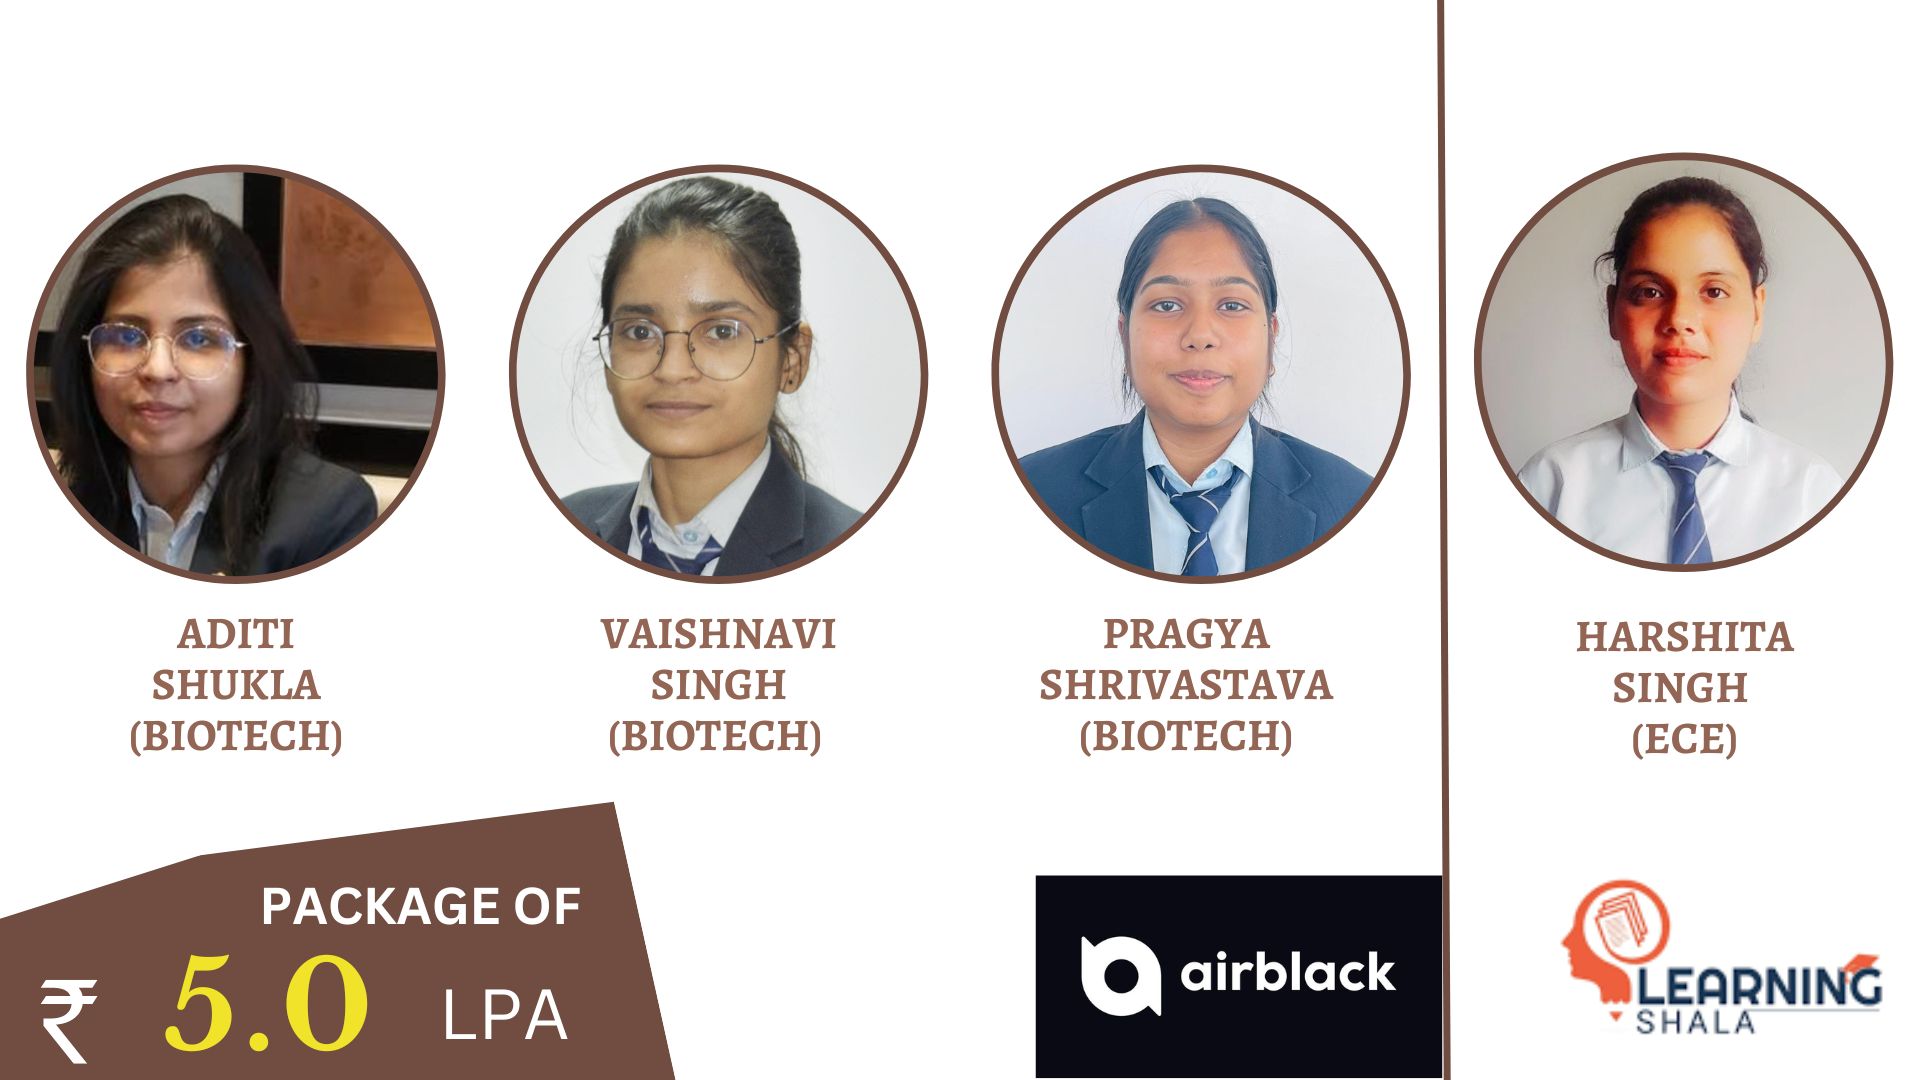 ADITI
SHUKLA
(BIOTECH)
VAISHNAVI
SINGH
(BIOTECH)
PRAGYA
SHRIVASTAVA
(BIOTECH)
HARSHITA
SINGH
(ECE)
PACKAGE OF
₹ 5.0 LPA
airblack
LEARNING
SHALA